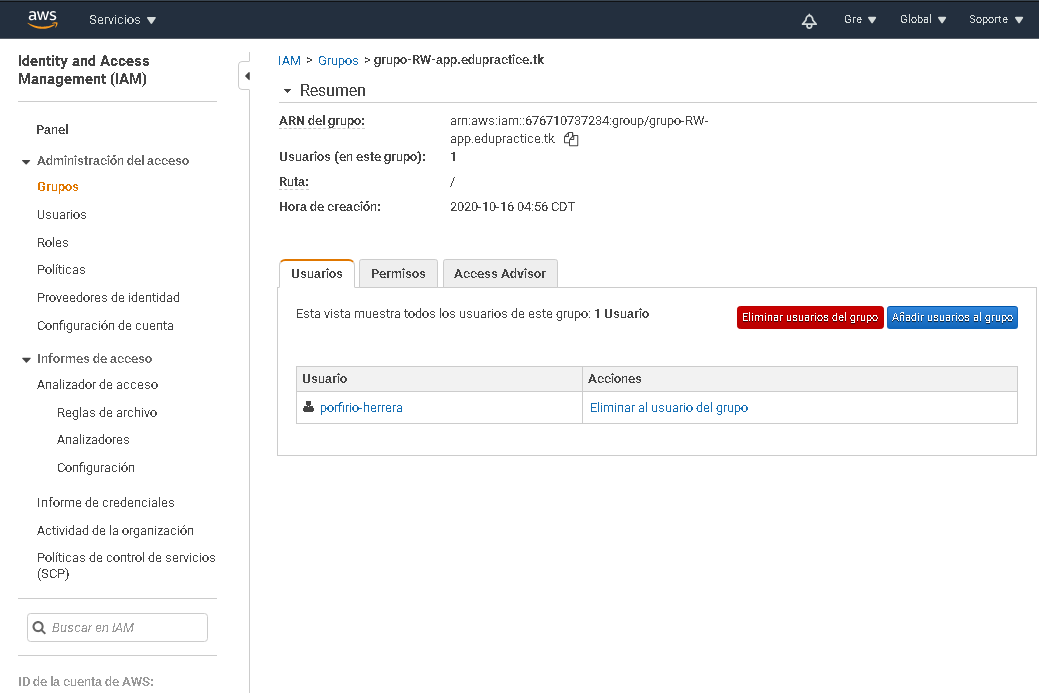 aws Servicios Gre Global Soporte
Identity and Access
Management (IAM)
Panel
Administración del acceso
Grupos
Usuarios
Roles
Políticas
Proveedores de identidad
Configuración de cuenta
Informes de acceso
Analizador de acceso
Reglas de archivo
Analizadores
Configuración
Informe de credenciales
Actividad de la organización
Políticas de control de servicios
(SCP)
Buscar en IAM
ID de la cuenta de AWS:
IAM > Grupos > grupo-RW-app.edupractice.tk
Resumen
ARN del grupo: arn:aws:iam::676710737234:group/grupo-RW-
app.edupractice.tk
Usuarios (en este grupo): 1
Ruta: /
Hora de creación: 2020-10-16 04:56 CDT
Usuarios Permisos Access Advisor
Esta vista muestra todos los usuarios de este grupo: 1 Usuario
Eliminar usuarios del grupo Añadir usuarios al grupo
Usuario Acciones
porfirio-herrera Eliminar al usuario del grupo